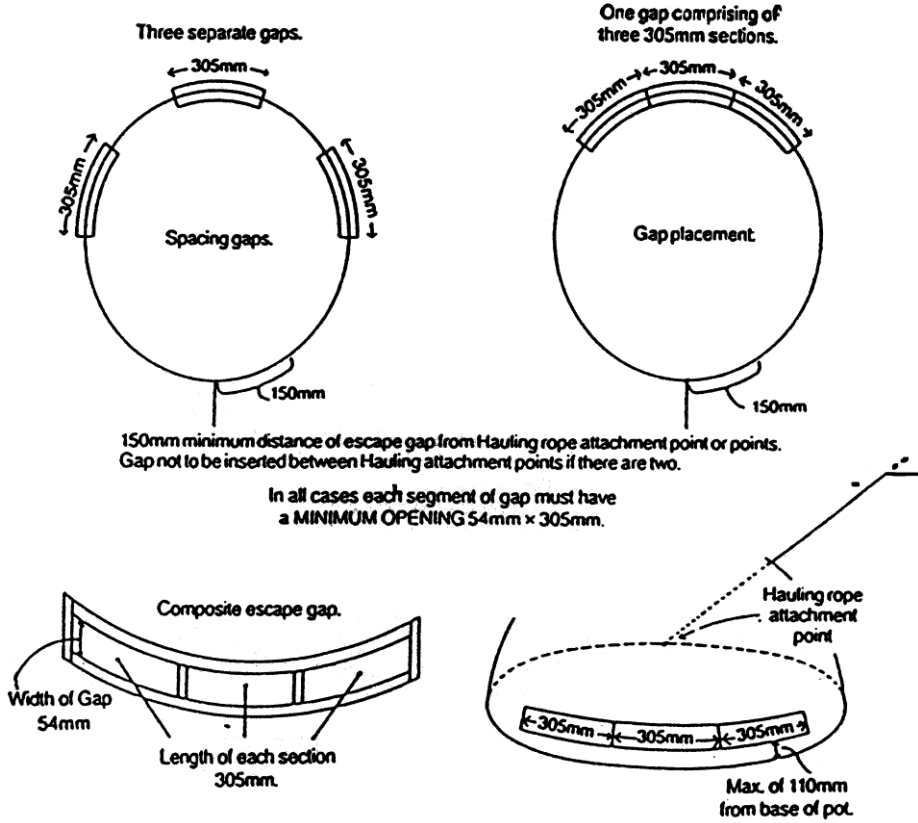 Three separate gaps.
305mm
305mm
305mm
Spacing gaps.
150mm
One gap comprising of
three 305mm sections.
305mm
305mm
305mm
Gap placement.
150mm
150mm minimum distance of escape gap from Hauling rope attachment point or points.
Gap not to be inserted between Hauling attachment points if there are two.
In all cases each segment of gap must have
a MINIMUM OPENING 54mm × 305mm.
Composite escape gap.
Width of Gap
54mm
Length of each section
305mm.
Hauling rope
attachment
point
305mm
305mm
305mm
Max. of 110mm
from base of pot.